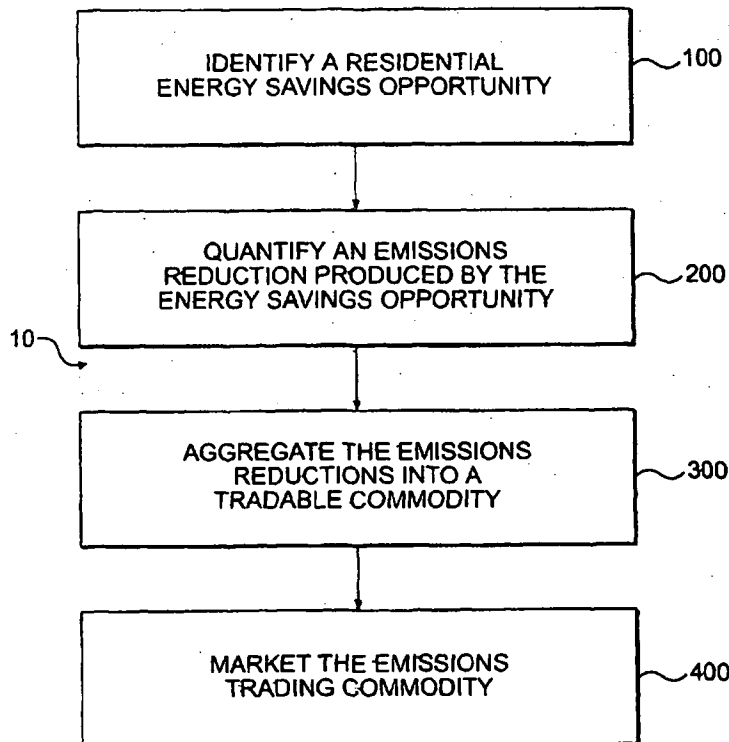 IDENTIFY A RESIDENTIAL
ENERGY SAVINGS OPPORTUNITY
100
QUANTIFY AN EMISSIONS
REDUCTION PRODUCED BY THE
ENERGY SAVINGS OPPORTUNITY
200
10
AGGREGATE THE EMISSIONS
REDUCTIONS INTO A
TRADABLE COMMODITY
300
MARKET THE EMISSIONS
TRADING COMMODITY
400